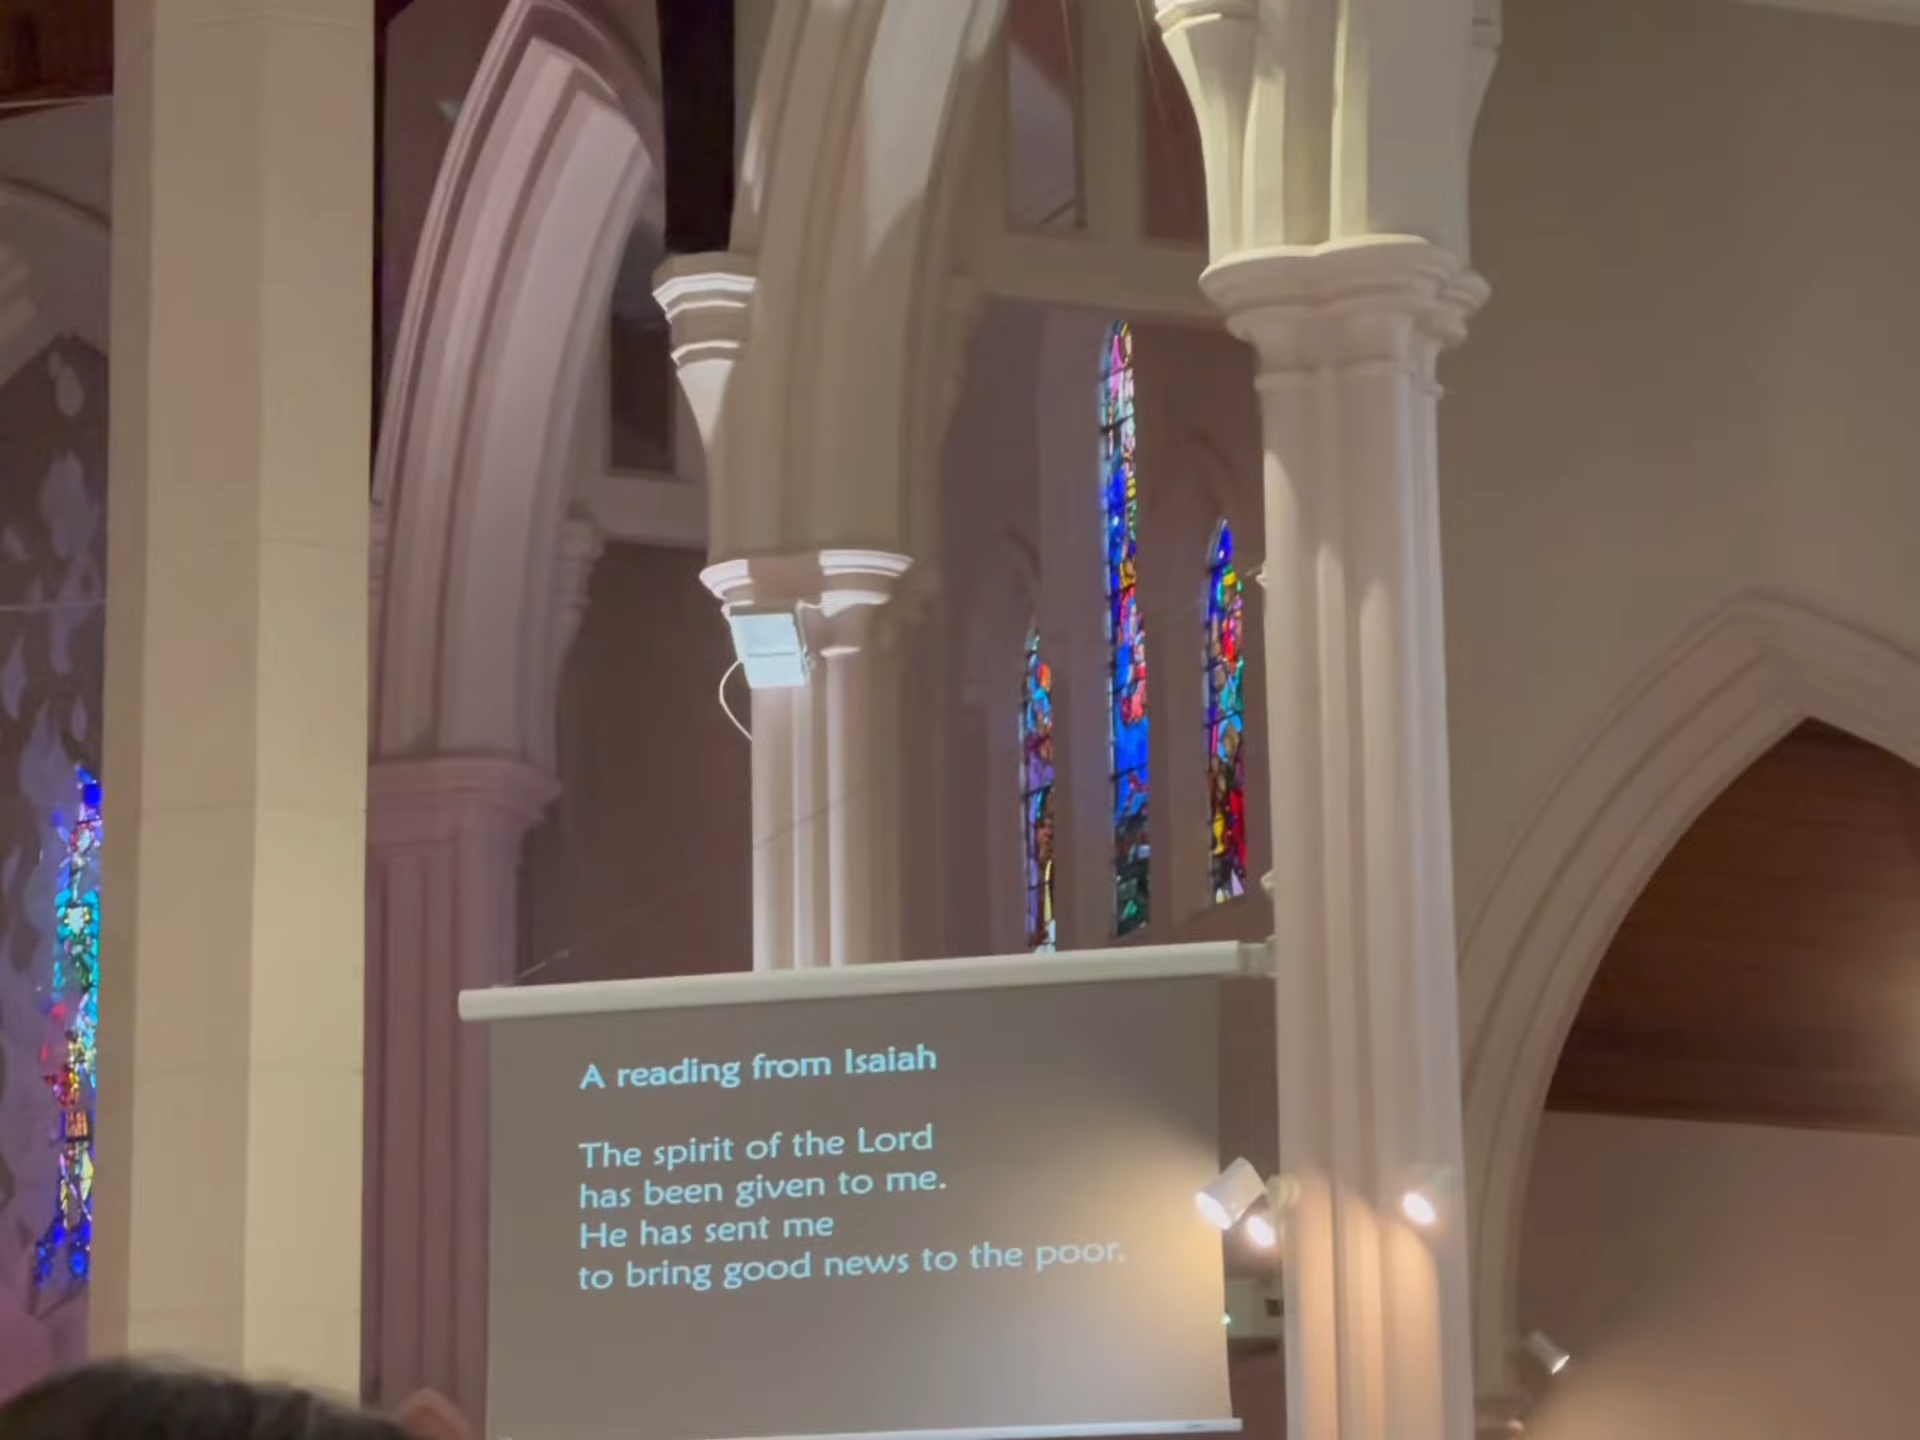 A reading from Isaiah
The spirit of the Lord
has been given to me.
He has sent me
to bring good news to the poor.